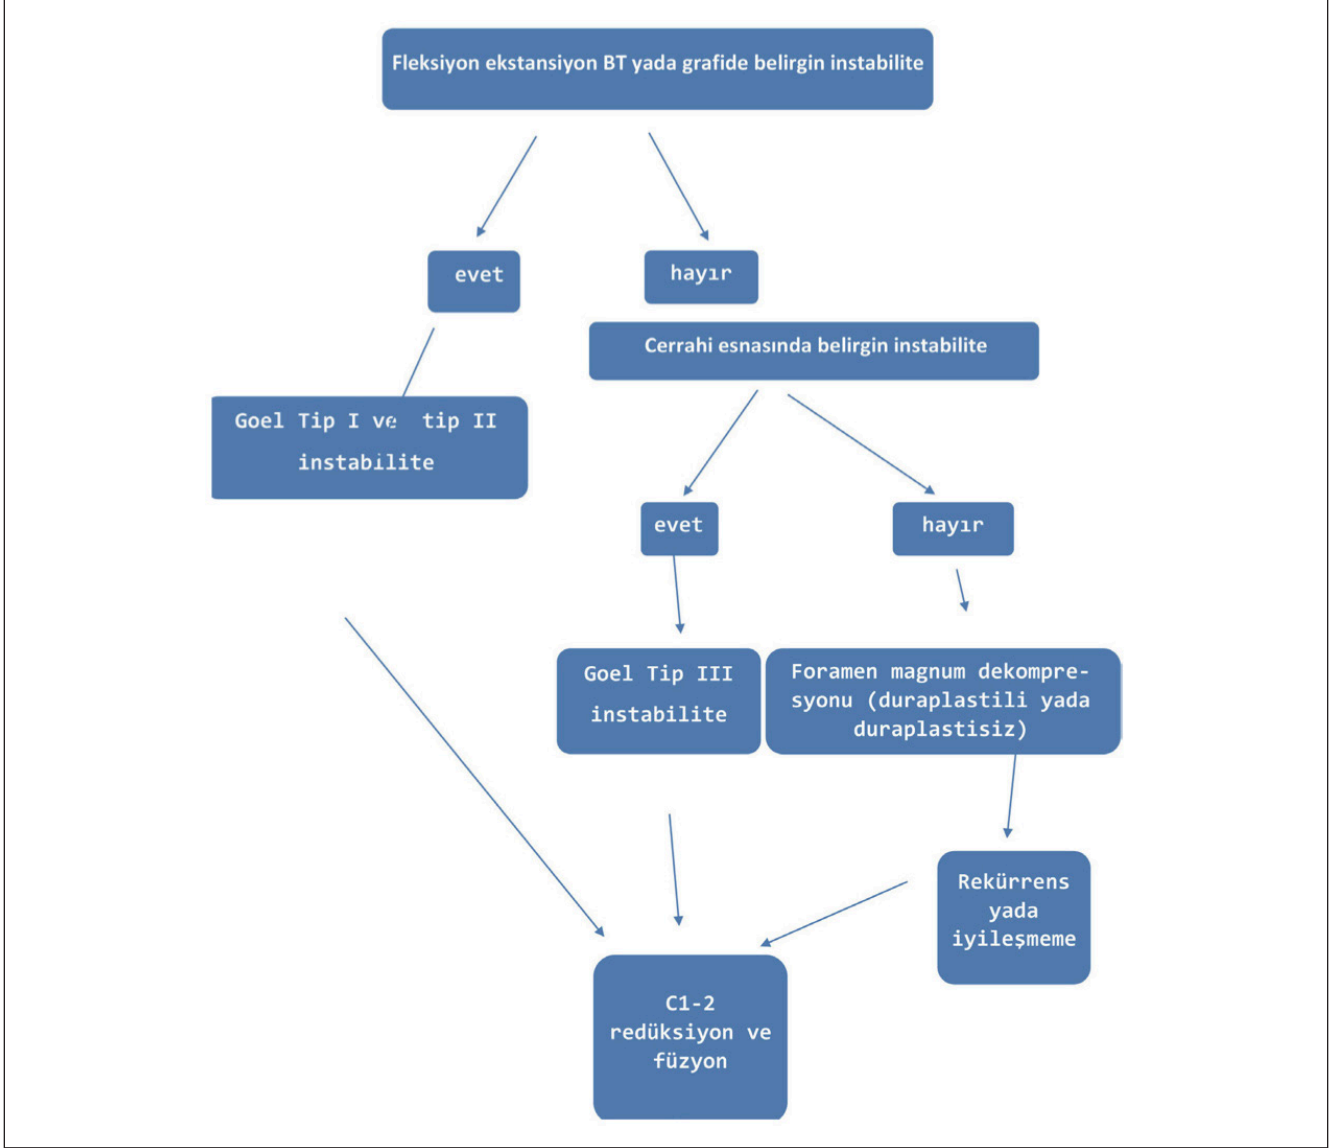 Fleksiyon ekstansiyon BT yada grafide belirgin instabilite
evet
hayır
Cerrahi esnasında belirgin instabilite
Goel Tip I ve tip II
instabilite
evet
hayır
Goel Tip III
instabilite
Foramen magnum dekompre-
syonu (duraplastili yada
duraplastisiz)
Rekürrens
yada
iyileşmeme
C1-2
redüksiyon ve
füzyon